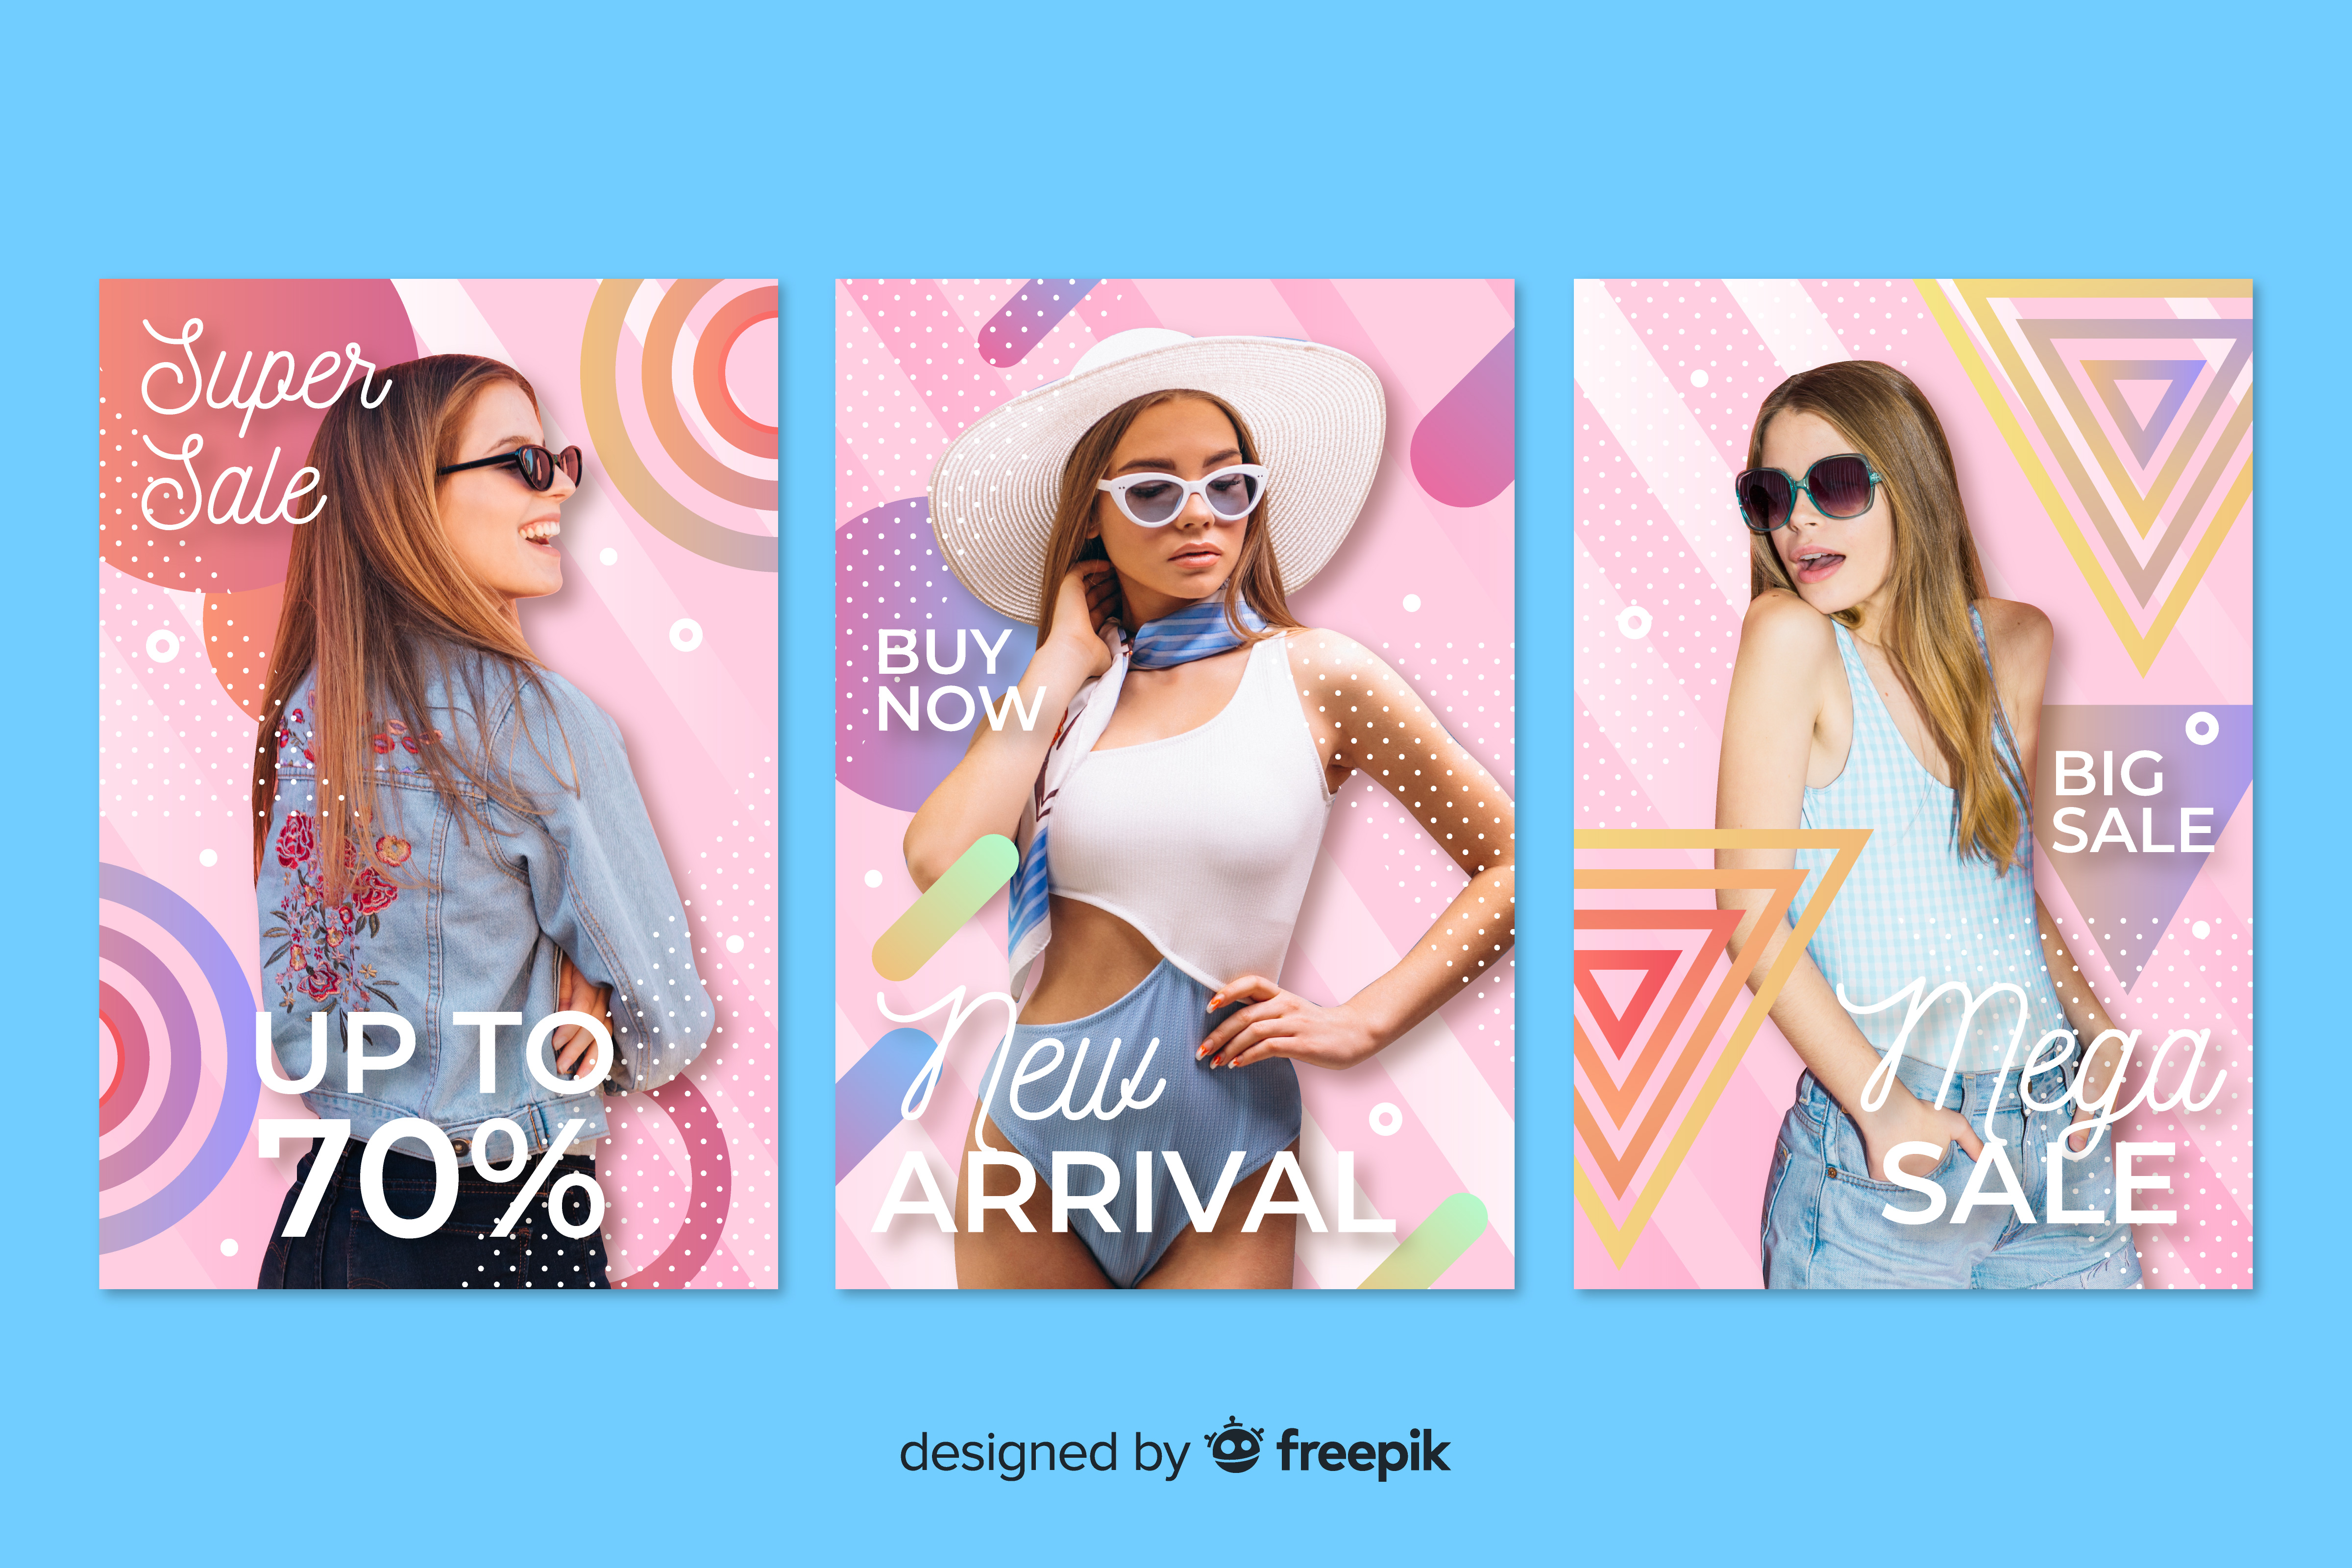 Super
Sale
UP TO
70%
BUY
NOW
New
ARRIVAL
BIG
SALE
Mega
SALE
designed by freepik